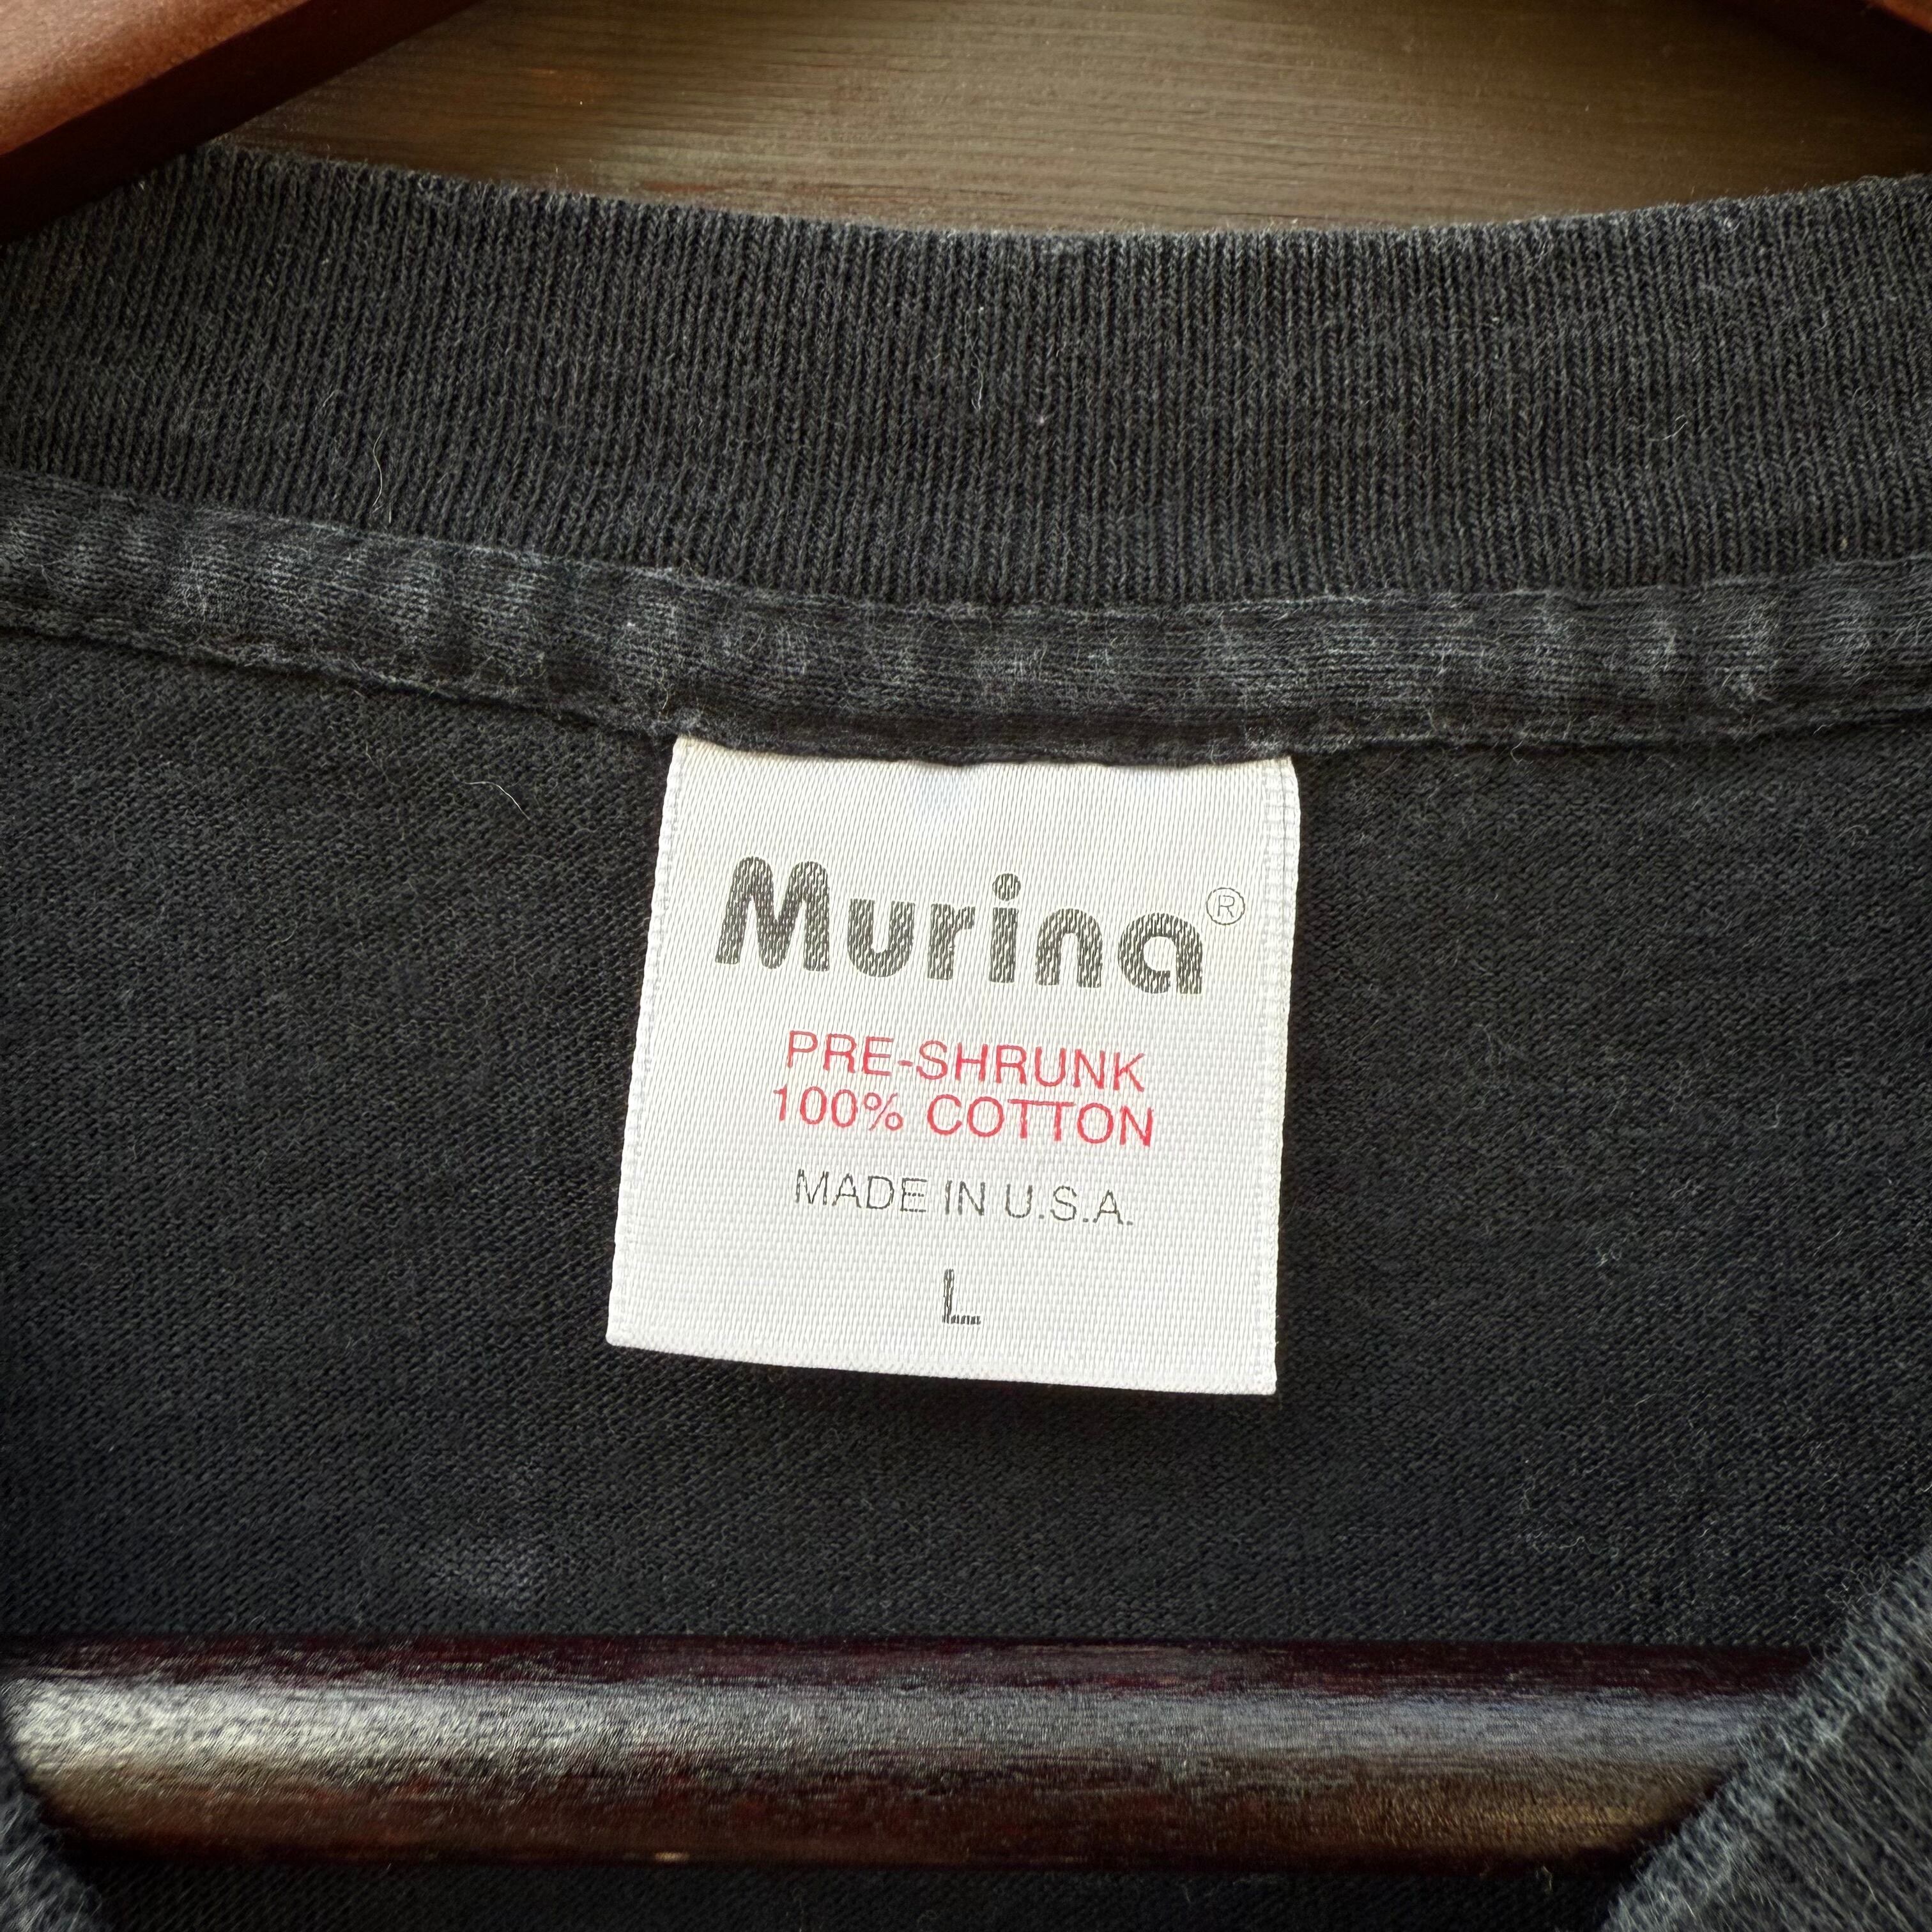 Murina®
PRE-SHRUNK
100% COTTON
MADE IN U.S.A.
L